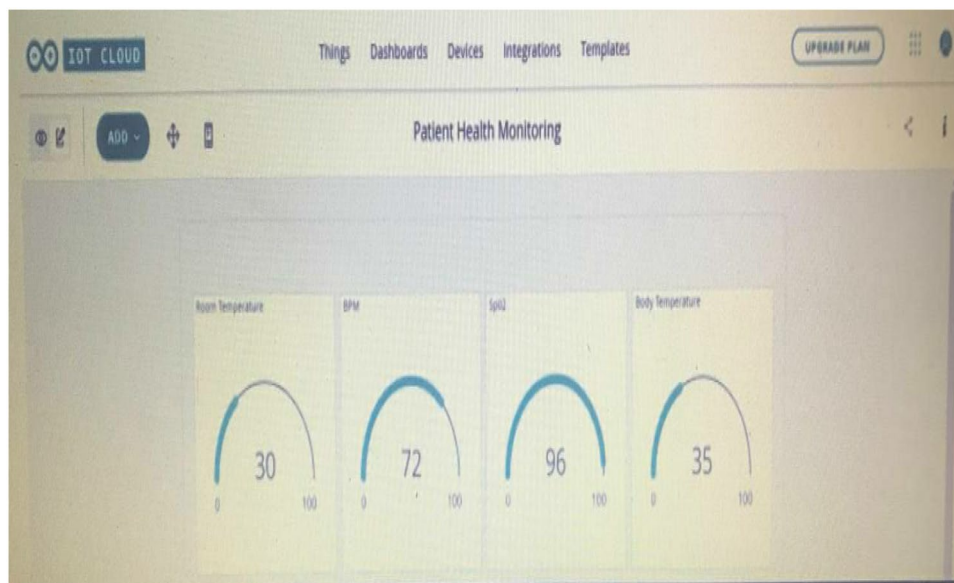 IOT CLOUD
Things Dashboards Devices Integrations Templates
UPGRADE PLAN
ADD
Patient Health Monitoring
Room Temperature
30
0 100
BPM
72
0 100
Spo2
96
0 100
Body Temperature
35
0 100